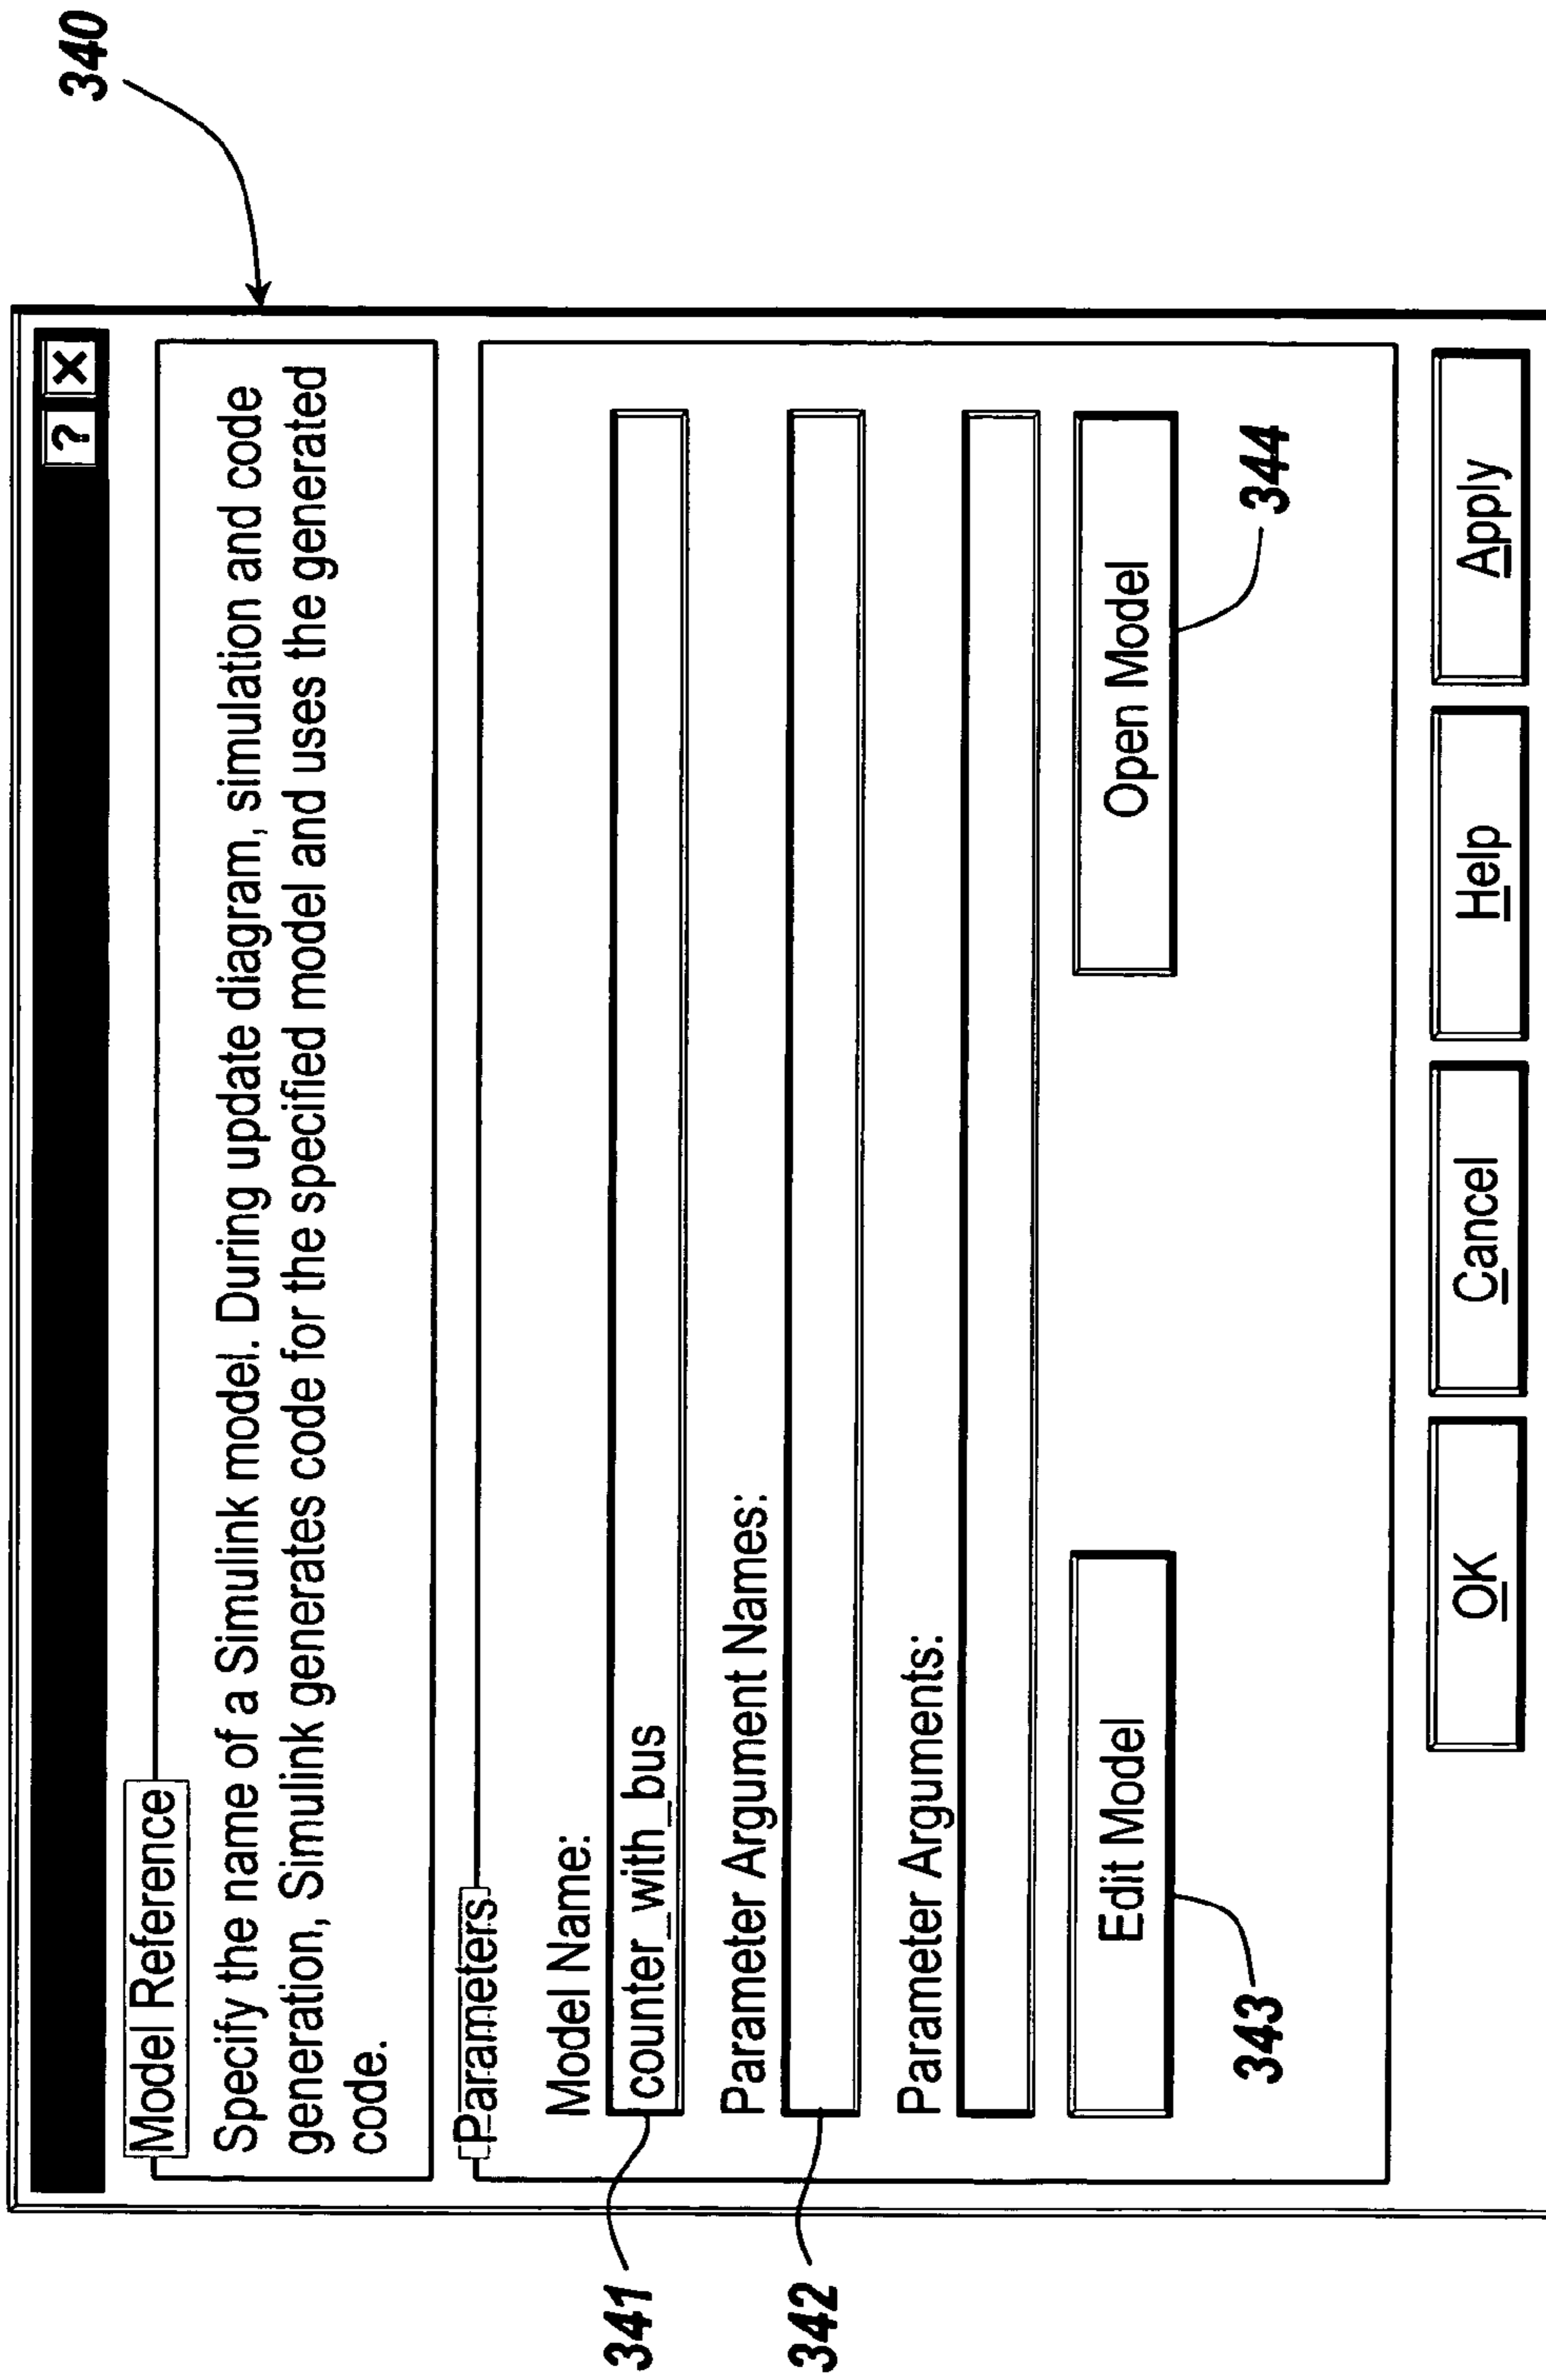 340
? X
Model Reference
Specify the name of a Simulink model. During update diagram, simulation and code
generation, Simulink generates code for the specified model and uses the generated
code.
Parameters
Model Name:
341
counter_with_bus
Parameter Argument Names:
342
Parameter Arguments:
Edit Model
Open Model
343
344
OK
Cancel
Help
Apply